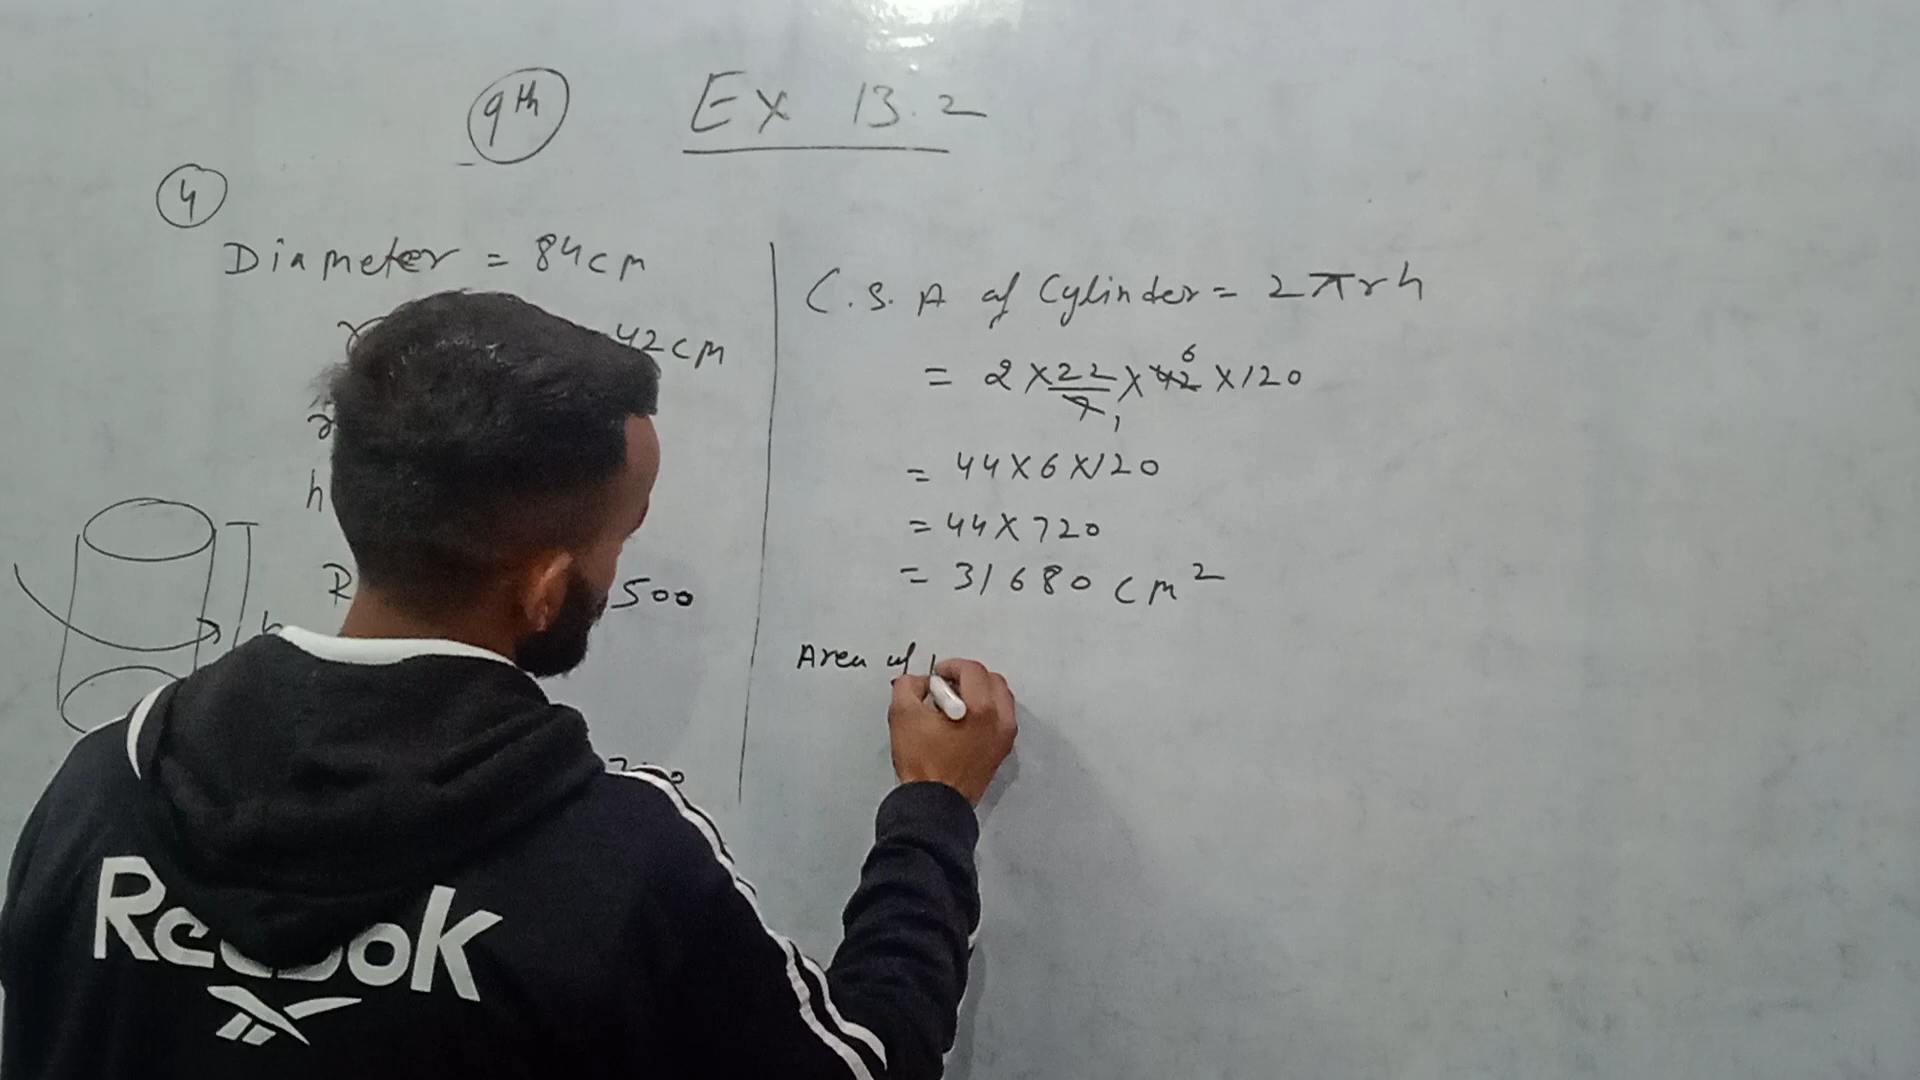 9th Ex 13.2
4
Diameter = 84cm
42cm
h
R 500
h
C.S.A of Cylinder = 2πrh
= 2 × 22/7 1 × 42 6 × 120
= 44 × 6 × 120
= 44 × 720
= 31680 cm²
Area of
Reebok